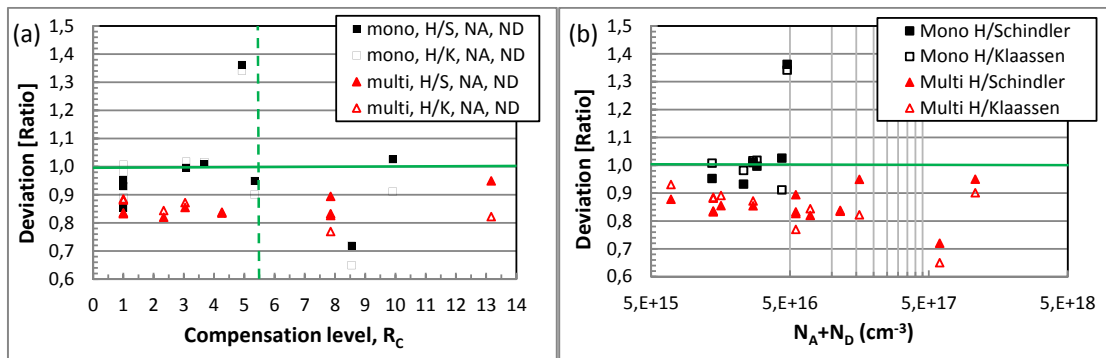 (a)
1,5
1,4
1,3
1,2
1,1
1,0
0,9
0,8
0,7
0,6
Deviation [Ratio]
0 1 2 3 4 5 6 7 8 9 10 11 12 13 14
Compensation level, R_C
mono, H/S, NA, ND
mono, H/K, NA, ND
multi, H/S, NA, ND
multi, H/K, NA, ND
(b)
1,5
1,4
1,3
1,2
1,1
1,0
0,9
0,8
0,7
0,6
Deviation [Ratio]
5,E+15 5,E+16 5,E+17 5,E+18
N_A+N_D (cm⁻³)
Mono H/Schindler
Mono H/Klaassen
Multi H/Schindler
Multi H/Klaassen